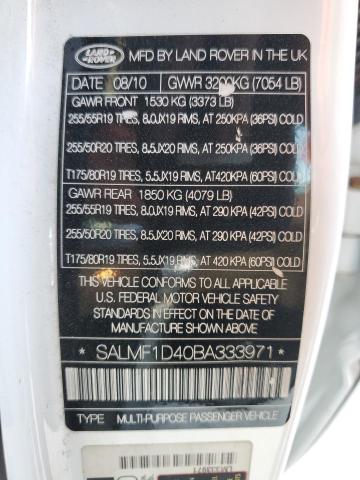 LAND ROVER
MFD BY LAND ROVER IN THE UK
DATE 08/10 GVWR 3200KG (7054 LB)
GAWR FRONT 1530 KG (3373 LB)
255/55R19 TIRES, 8.0JX19 RIMS, AT 250KPA (36PSI) COLD
255/50R20 TIRES, 8.5JX20 RIMS, AT 250KPA (36PSI) COLD
T175/80R19 TIRES, 5.5JX19 RIMS, AT420KPA (60PSI) COLD
GAWR REAR 1850 KG (4079 LB)
255/55R19 TIRES, 8.0JX19 RIMS, AT 290 KPA (42PSI) COLD
255/50R20 TIRES, 8.5JX20 RIMS, AT 290 KPA (42PSI) COLD
T175/80R19 TIRES, 5.5JX19 RIMS, AT 420 KPA (60PSI) COLD
THIS VEHICLE CONFORMS TO ALL APPLICABLE
U.S. FEDERAL MOTOR VEHICLE SAFETY
STANDARDS IN EFFECT ON THE DATE OF
MANUFACTURE SHOWN ABOVE
* SALMF1D40BA333971 *
TYPE MULTI-PURPOSE PASSENGER VEHICLE